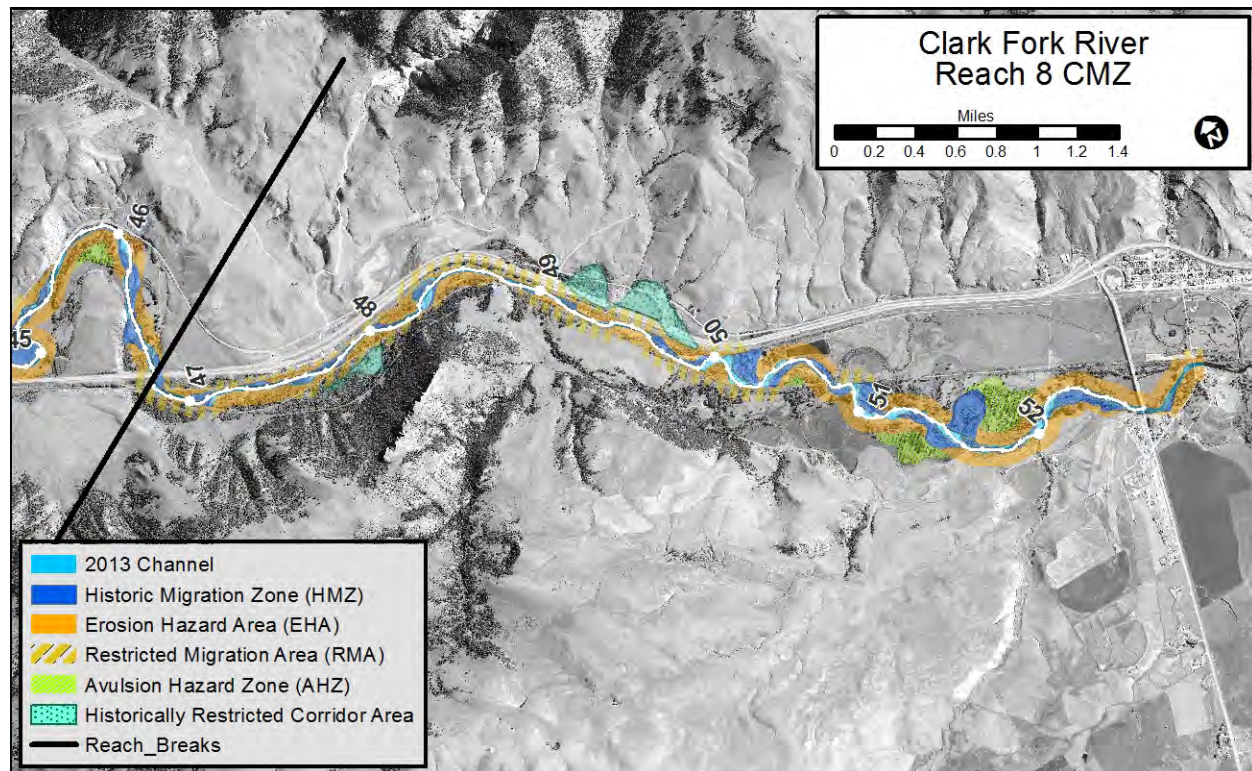 Clark Fork River
Reach 8 CMZ
Miles
0 0.2 0.4 0.6 0.8 1 1.2 1.4
46
45
47
48
49
50
51
52
2013 Channel
Historic Migration Zone (HMZ)
Erosion Hazard Area (EHA)
Restricted Migration Area (RMA)
Avulsion Hazard Zone (AHZ)
Historically Restricted Corridor Area
Reach_Breaks